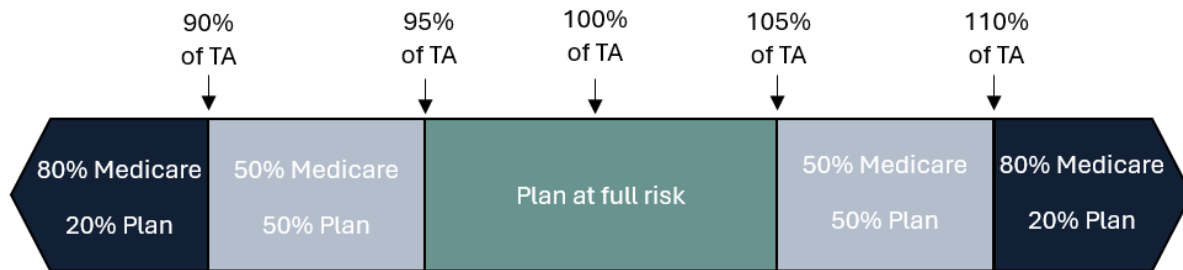 90%
of TA
95%
of TA
100%
of TA
105%
of TA
110%
of TA
80% Medicare
20% Plan
50% Medicare
50% Plan
Plan at full risk
50% Medicare
50% Plan
80% Medicare
20% Plan